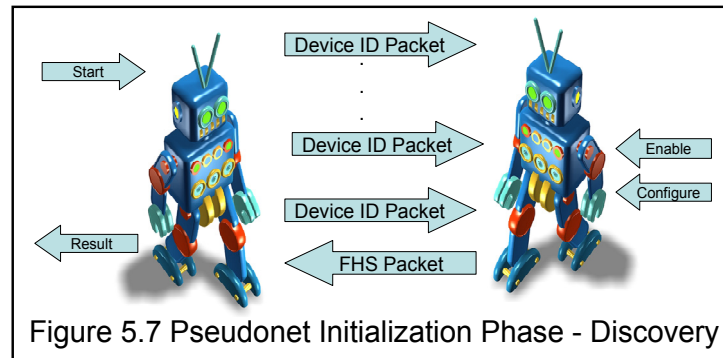 Device ID Packet
Start
.
.
.
Device ID Packet
Enable
Configure
Device ID Packet
Result
FHS Packet
Figure 5.7 Pseudonet Initialization Phase - Discovery